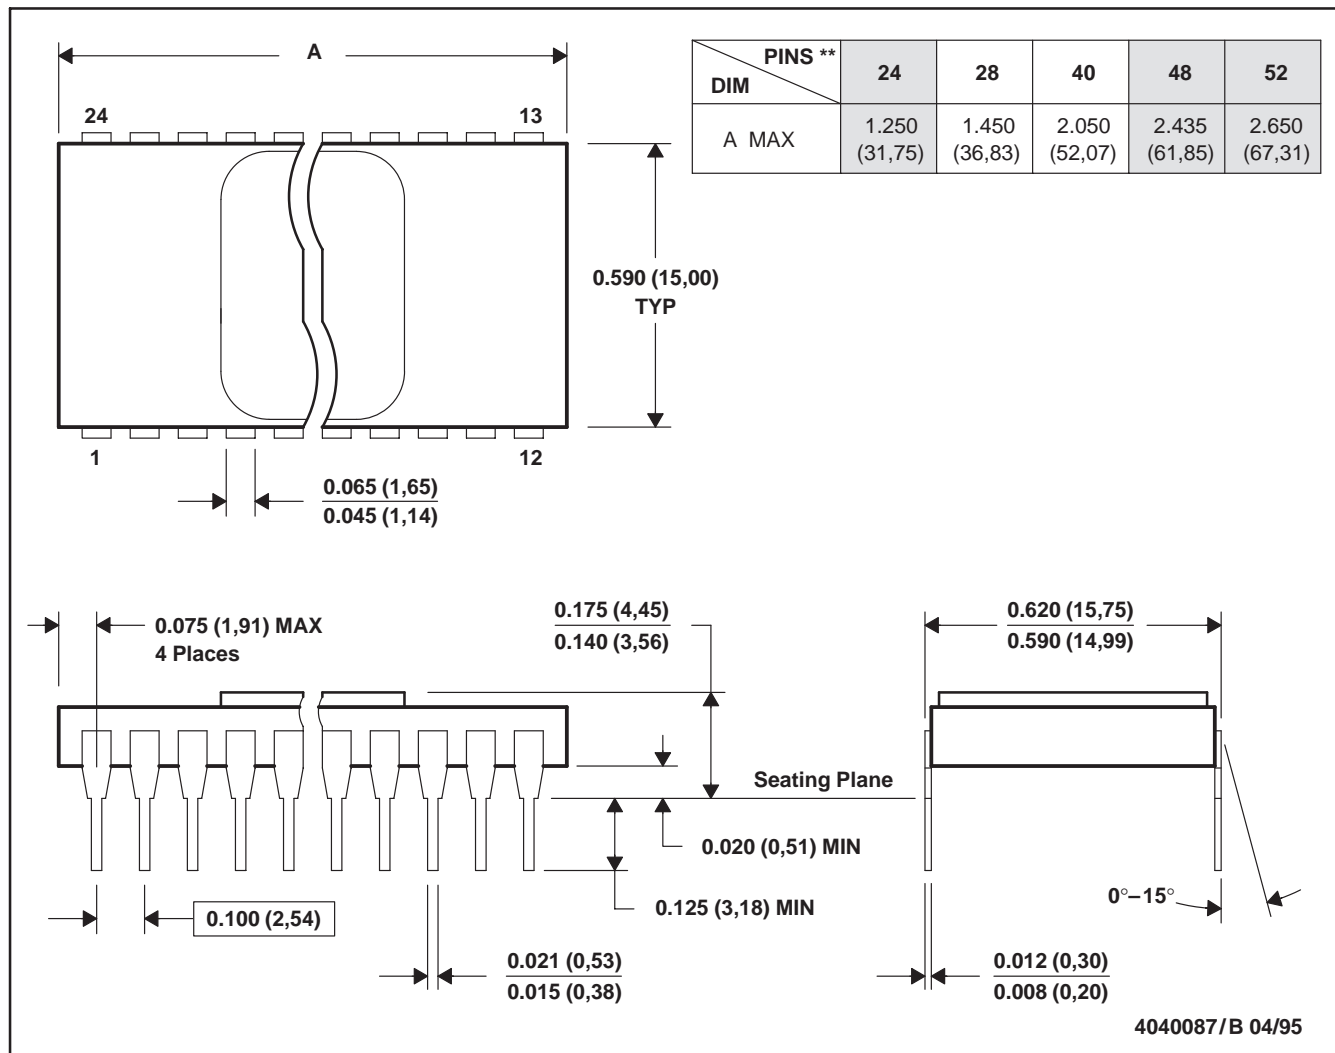 A
PINS ** 24 28 40 48 52
DIM
A MAX 1.250 1.450 2.050 2.435 2.650
(31,75) (36,83) (52,07) (61,85) (67,31)
24 13
0.590 (15,00)
TYP
1 12
0.065 (1,65)
0.045 (1,14)
0.075 (1,91) MAX
4 Places
0.175 (4,45)
0.140 (3,56)
0.620 (15,75)
0.590 (14,99)
Seating Plane
0.020 (0,51) MIN
0.125 (3,18) MIN
0.100 (2,54)
0°–15°
0.021 (0,53)
0.015 (0,38)
0.012 (0,30)
0.008 (0,20)
4040087/B 04/95